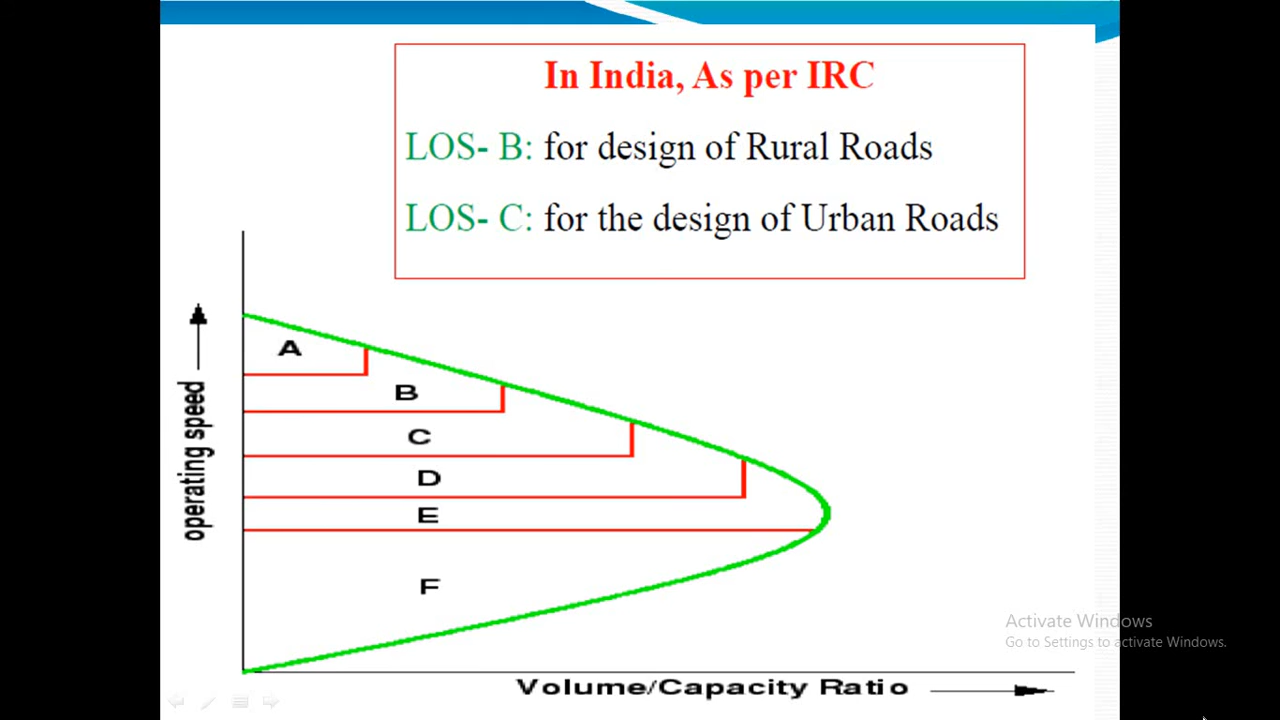 In India, As per IRC
LOS- B: for design of Rural Roads
LOS- C: for the design of Urban Roads
operating speed
A
B
C
D
E
F
Volume/Capacity Ratio
Activate Windows
Go to Settings to activate Windows.